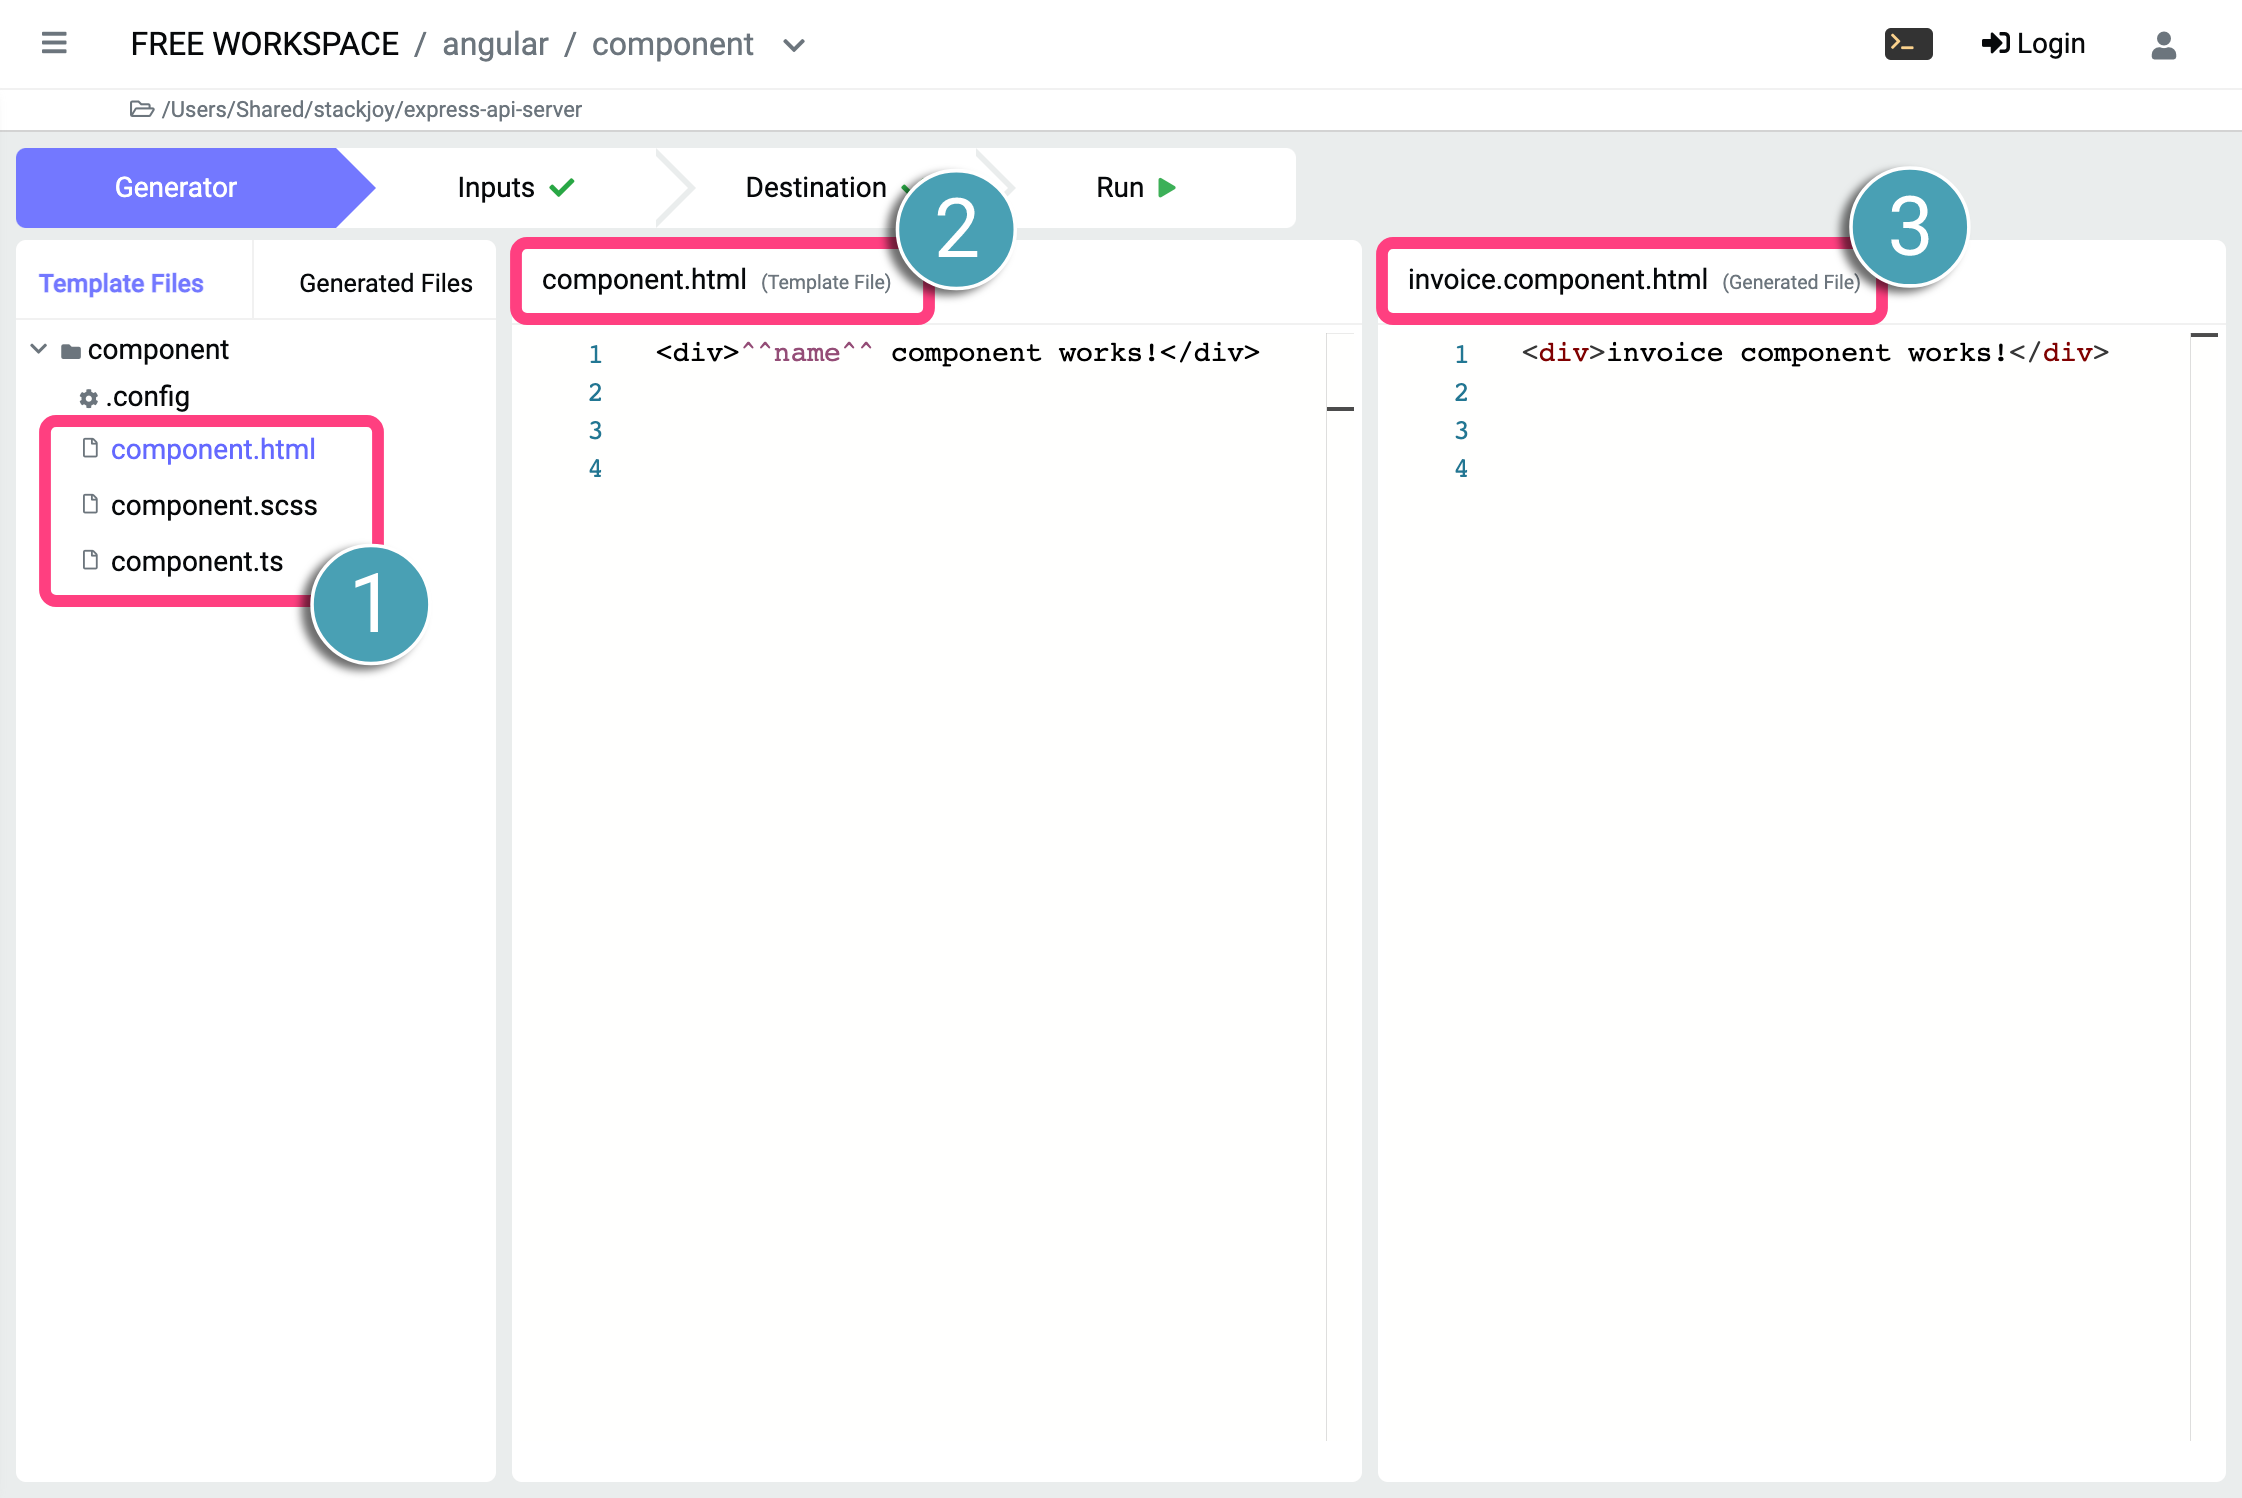 FREE WORKSPACE / angular / component
>_
Login
/Users/Shared/stackjoy/express-api-server
Generator
Inputs
Destination
Run
Template Files
Generated Files
component
.config
component.html
component.scss
component.ts
1
component.html (Template File)
2
1 <div>^^name^^ component works!</div>
2
3
4
invoice.component.html (Generated File)
3
1 <div>invoice component works!</div>
2
3
4